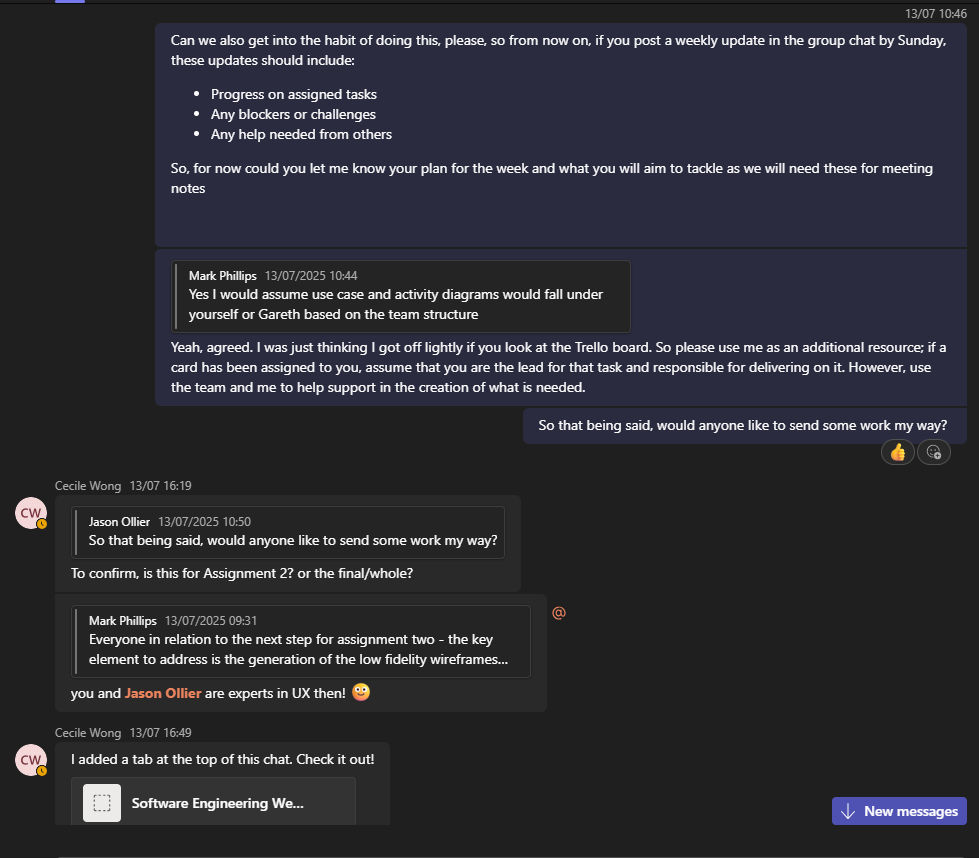 13/07 10:46
Can we also get into the habit of doing this, please, so from now on, if you post a weekly update in the group chat by Sunday,
these updates should include:
• Progress on assigned tasks
• Any blockers or challenges
• Any help needed from others
So, for now could you let me know your plan for the week and what you will aim to tackle as we will need these for meeting
notes
Mark Phillips 13/07/2025 10:44
Yes I would assume use case and activity diagrams would fall under
yourself or Gareth based on the team structure
Yeah, agreed. I was just thinking I got off lightly if you look at the Trello board. So please use me as an additional resource; if a
card has been assigned to you, assume that you are the lead for that task and responsible for delivering on it. However, use
the team and me to help support in the creation of what is needed.
So that being said, would anyone like to send some work my way?
Cecile Wong 13/07 16:19
CW
Jason Ollier 13/07/2025 10:50
So that being said, would anyone like to send some work my way?
To confirm, is this for Assignment 2? or the final/whole?
@
Mark Phillips 13/07/2025 09:31
Everyone in relation to the next step for assignment two - the key
element to address is the generation of the low fidelity wireframes...
you and Jason Ollier are experts in UX then!
Cecile Wong 13/07 16:49
CW
I added a tab at the top of this chat. Check it out!
Software Engineering We...
New messages